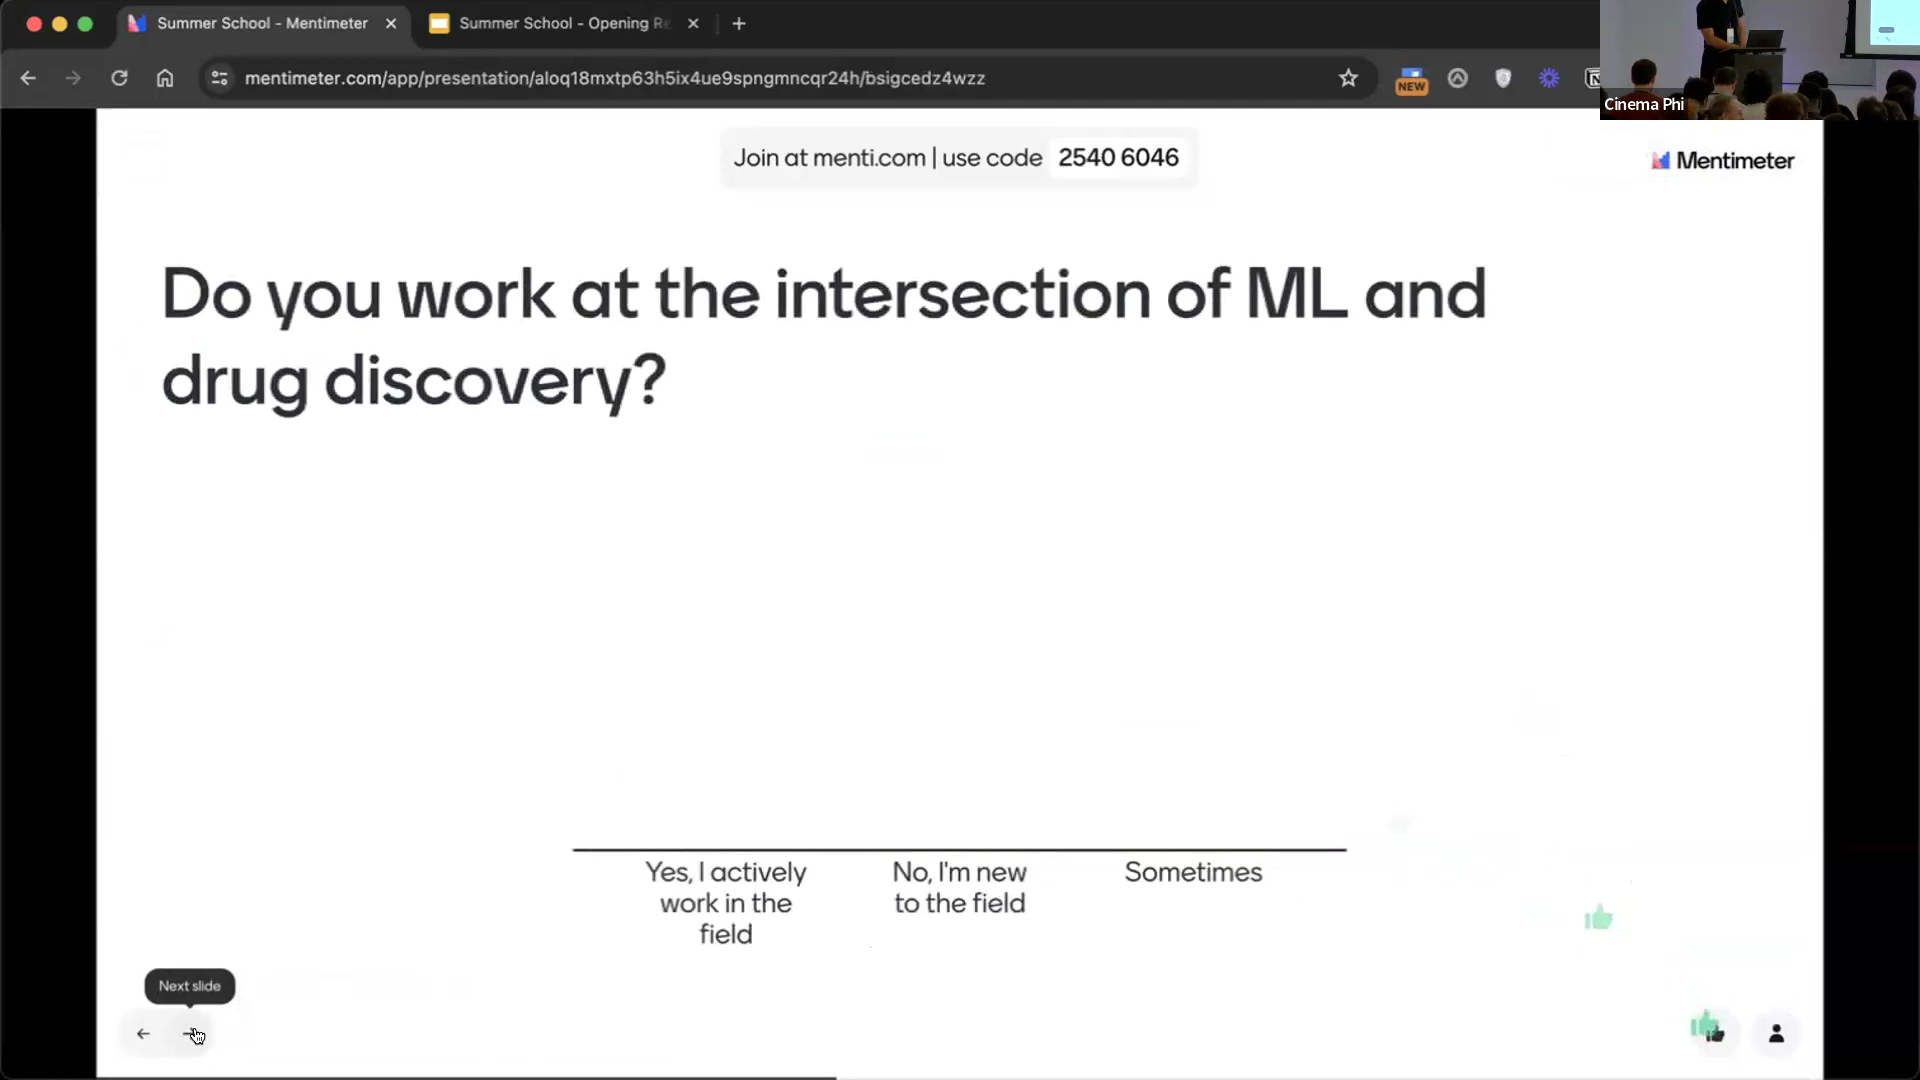 Summer School - Mentimeter
Summer School - Opening Re
mentimeter.com/app/presentation/aloq18mxtp63h5ix4ue9spngmncqr24h/bsigcedz4wzz
NEW
Cinema Phi
Join at menti.com | use code 2540 6046
Mentimeter
Do you work at the intersection of ML and
drug discovery?
Yes, I actively
work in the
field
No, I'm new
to the field
Sometimes
Next slide